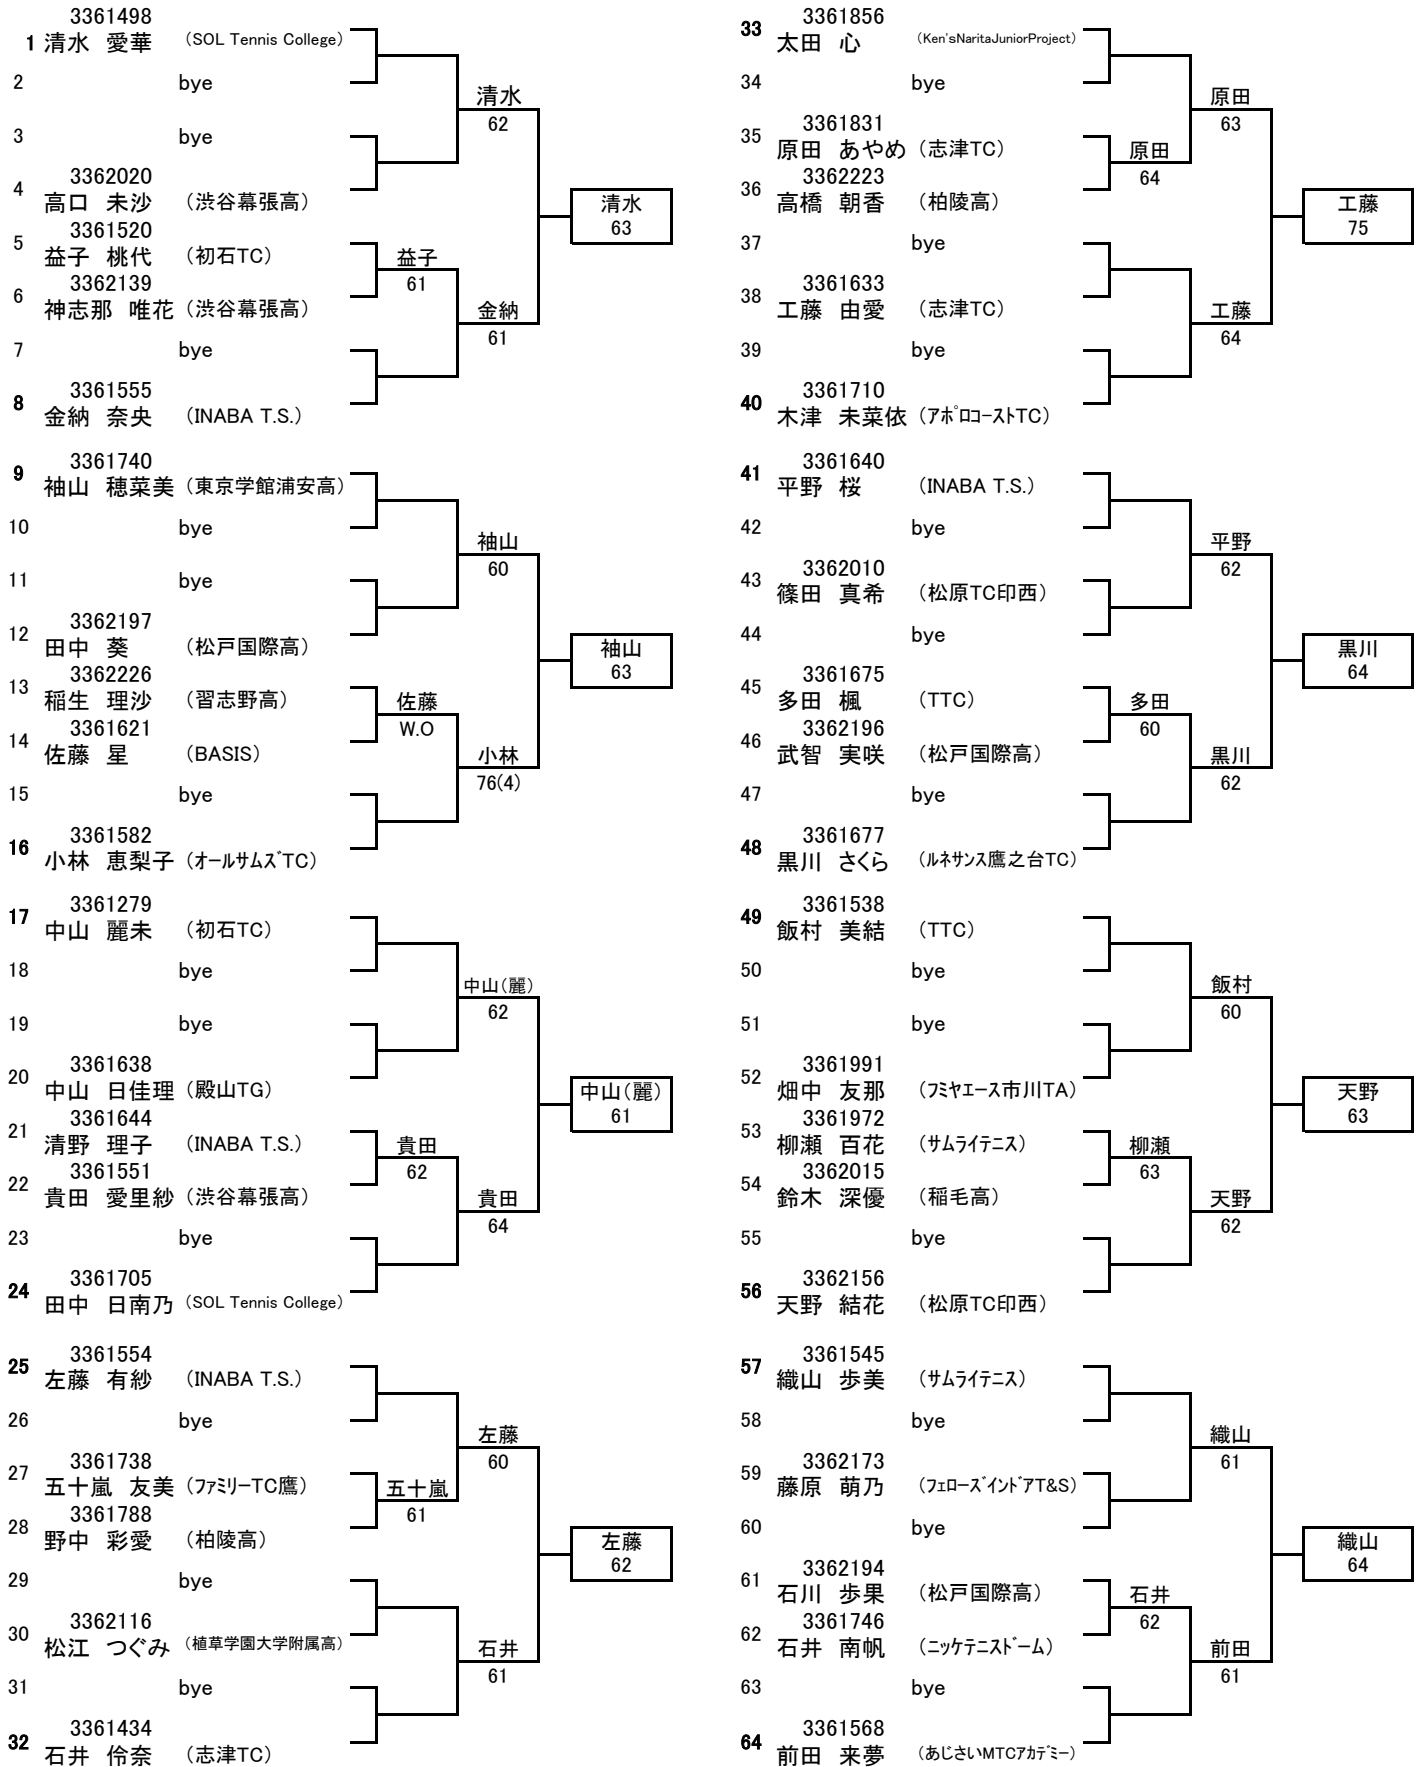 3361498
1 清水 愛華 (SOL Tennis College)
2 bye
清水
62
3 bye
3362020
4 高口 未沙 (渋谷幕張高)
清水
63
3361520
5 益子 桃代 (初石TC)
益子
61
3362139
6 神志那 唯花 (渋谷幕張高)
金納
61
7 bye
3361555
8 金納 奈央 (INABA T.S.)
3361740
9 袖山 穂菜美 (東京学館浦安高)
10 bye
袖山
60
11 bye
3362197
12 田中 葵 (松戸国際高)
袖山
63
3362226
13 稲生 理沙 (習志野高)
佐藤
W.O
3361621
14 佐藤 星 (BASIS)
小林
76(4)
15 bye
3361582
16 小林 恵梨子 (オールサムズTC)
3361279
17 中山 麗未 (初石TC)
18 bye
中山(麗)
62
19 bye
3361638
20 中山 日佳理 (殿山TG)
中山(麗)
61
3361644
21 清野 理子 (INABA T.S.)
貴田
62
3361551
22 貴田 愛里紗 (渋谷幕張高)
貴田
64
23 bye
3361705
24 田中 日南乃 (SOL Tennis College)
3361554
25 左藤 有紗 (INABA T.S.)
26 bye
左藤
60
3361738
27 五十嵐 友美 (ファミリーTC鷹)
五十嵐
61
3361788
28 野中 彩愛 (柏陵高)
左藤
62
29 bye
3362116
30 松江 つぐみ (植草学園大学附属高)
石井
61
31 bye
3361434
32 石井 伶奈 (志津TC)
3361856
33 太田 心 (Ken'sNaritaJuniorProject)
34 bye
原田
63
3361831
35 原田 あやめ (志津TC)
原田
64
3362223
36 高橋 朝香 (柏陵高)
工藤
75
37 bye
3361633
38 工藤 由愛 (志津TC)
工藤
64
39 bye
3361710
40 木津 未菜依 (アポロコーストTC)
3361640
41 平野 桜 (INABA T.S.)
42 bye
平野
62
3362010
43 篠田 真希 (松原TC印西)
44 bye
黒川
64
3361675
45 多田 楓 (TTC)
多田
60
3362196
46 武智 実咲 (松戸国際高)
黒川
62
47 bye
3361677
48 黒川 さくら (ルネサンス鷹之台TC)
3361538
49 飯村 美結 (TTC)
50 bye
飯村
60
51 bye
3361991
52 畑中 友那 (フミヤエース市川TA)
天野
63
3361972
53 柳瀬 百花 (サムライテニス)
柳瀬
63
3362015
54 鈴木 深優 (稲毛高)
天野
62
55 bye
3362156
56 天野 結花 (松原TC印西)
3361545
57 織山 歩美 (サムライテニス)
58 bye
織山
61
3362173
59 藤原 萌乃 (フェローズインドアT&S)
60 bye
織山
64
3362194
61 石川 歩果 (松戸国際高)
石井
62
3361746
62 石井 南帆 (ニッケテニスドーム)
前田
61
63 bye
3361568
64 前田 来夢 (あじさいMTCアカデミー)